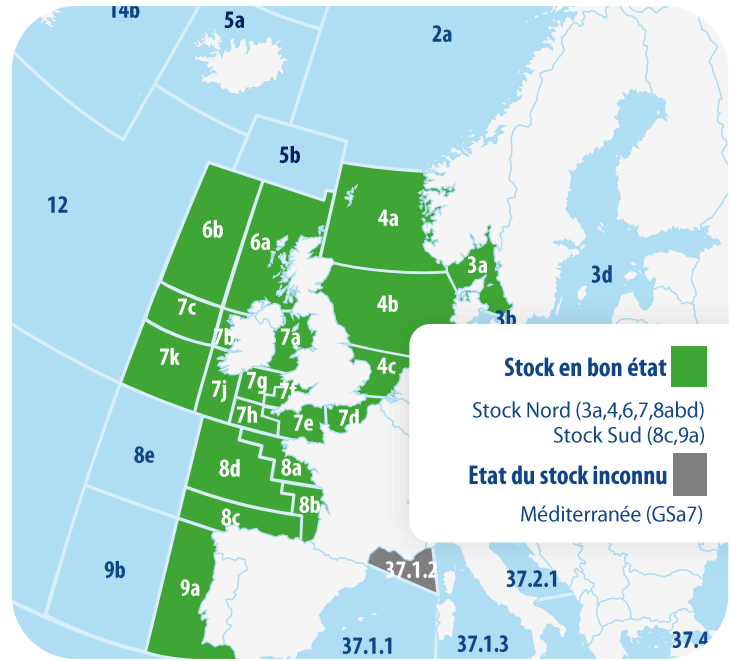 14b
5a
2a
5b
12
6b
6a
4a
3a
3d
7c
7b
7a
4b
3b
7k
7j
7g
7f
4c
7h
7e
7d
8e
8d
8a
8b
8c
9b
9a
37.1.2
37.2.1
37.1.1
37.1.3
37.4
Stock en bon état
Stock Nord (3a,4,6,7,8abd)
Stock Sud (8c,9a)
Etat du stock inconnu
Méditerranée (GSa7)